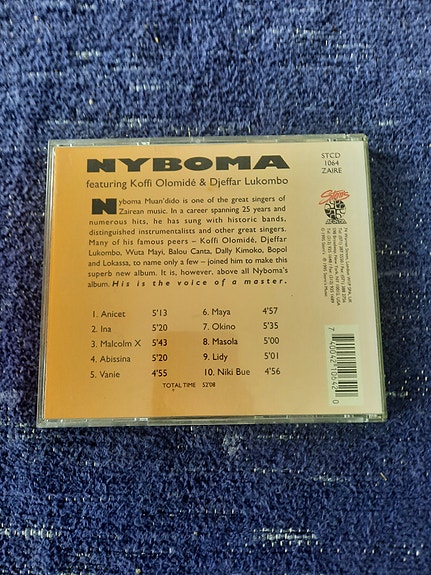 NYBOMA
featuring Koffi Olomidé & Djeffar Lukombo
Nyboma Muan'dido is one of the great singers of
Zairean music. In a career spanning 25 years and
numerous hits, he has sung with historic bands,
distinguished instrumentalists and other great singers.
Many of his famous peers – Koffi Olomidé, Djeffar
Lukombo, Wuta Mayi, Balou Canta, Dally Kimoko, Bopol
and Lokassa, to name only a few – joined him to make this
superb new album. It is, however, above all Nyboma's
album. His is the voice of a master.
1. Anicet 5'13
2. Ina 5'20
3. Malcolm X 5'43
4. Abissina 5'20
5. Vanie 4'55
6. Maya 4'57
7. Okino 5'35
8. Masola 5'00
9. Lidy 5'01
10. Niki Bue 4'56
TOTAL TIME 52'08
STCD
1064
ZAIRE
Stern's